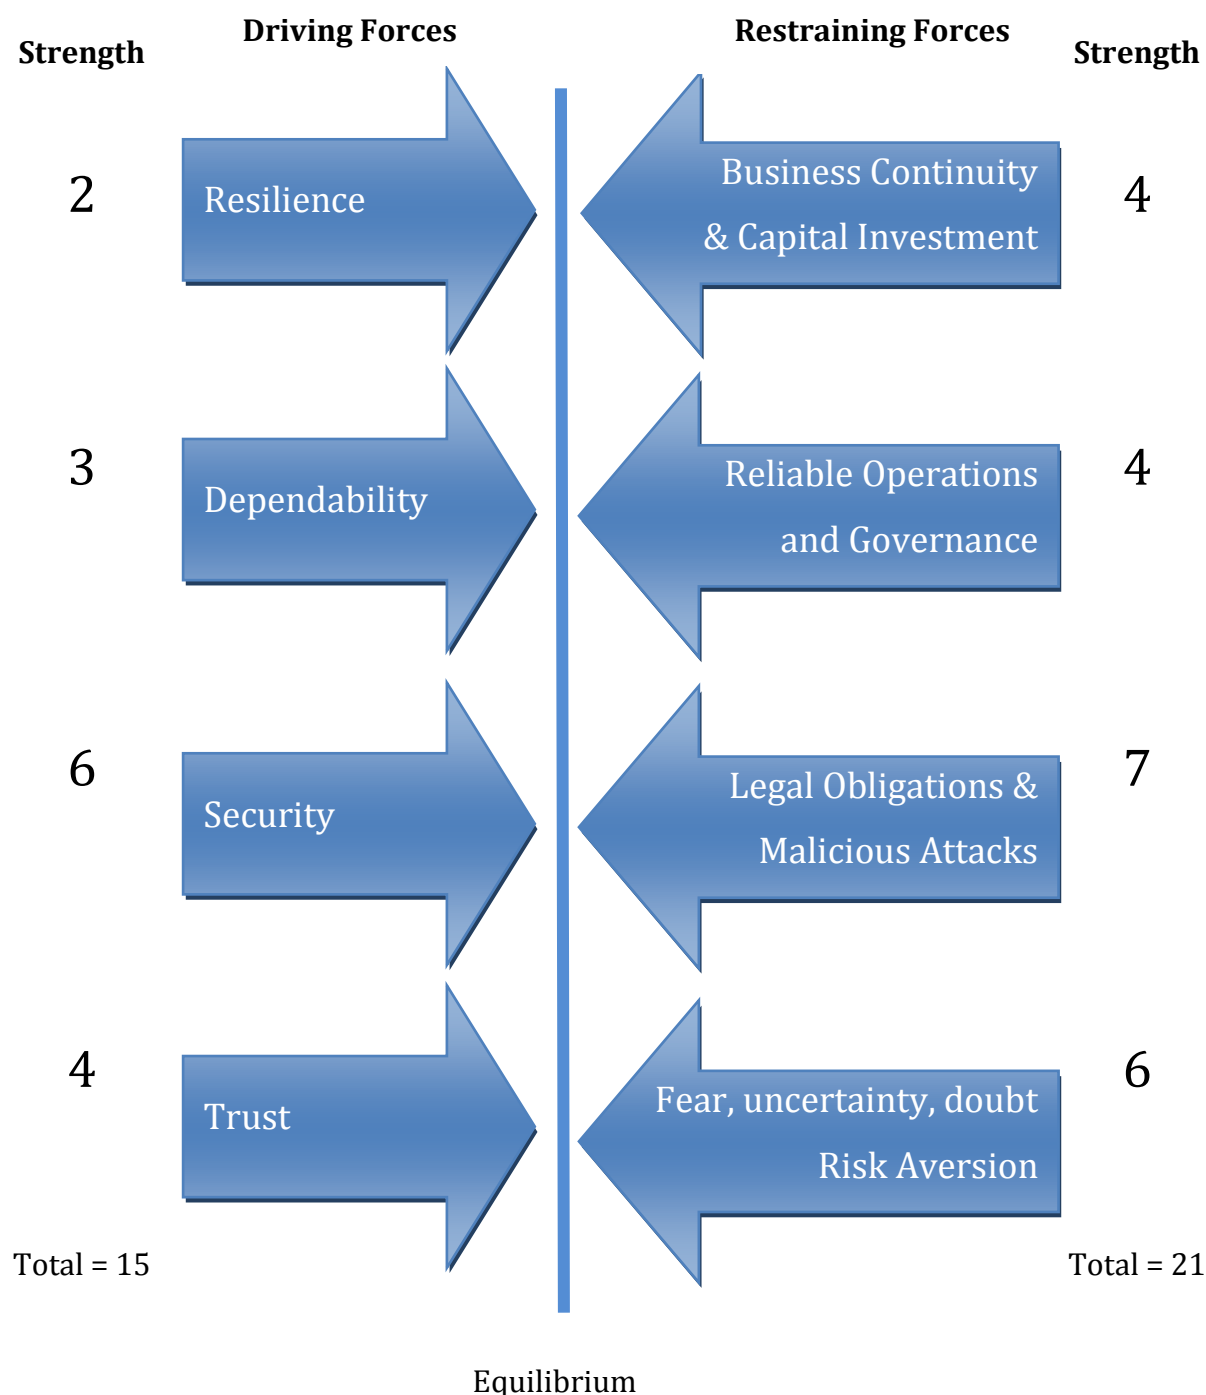 Driving Forces
Restraining Forces
Strength
Strength
2
Resilience
Business Continuity
& Capital Investment
4
3
Dependability
Reliable Operations
and Governance
4
6
Security
Legal Obligations &
Malicious Attacks
7
4
Trust
Fear, uncertainty, doubt
Risk Aversion
6
Total = 15
Total = 21
Equilibrium